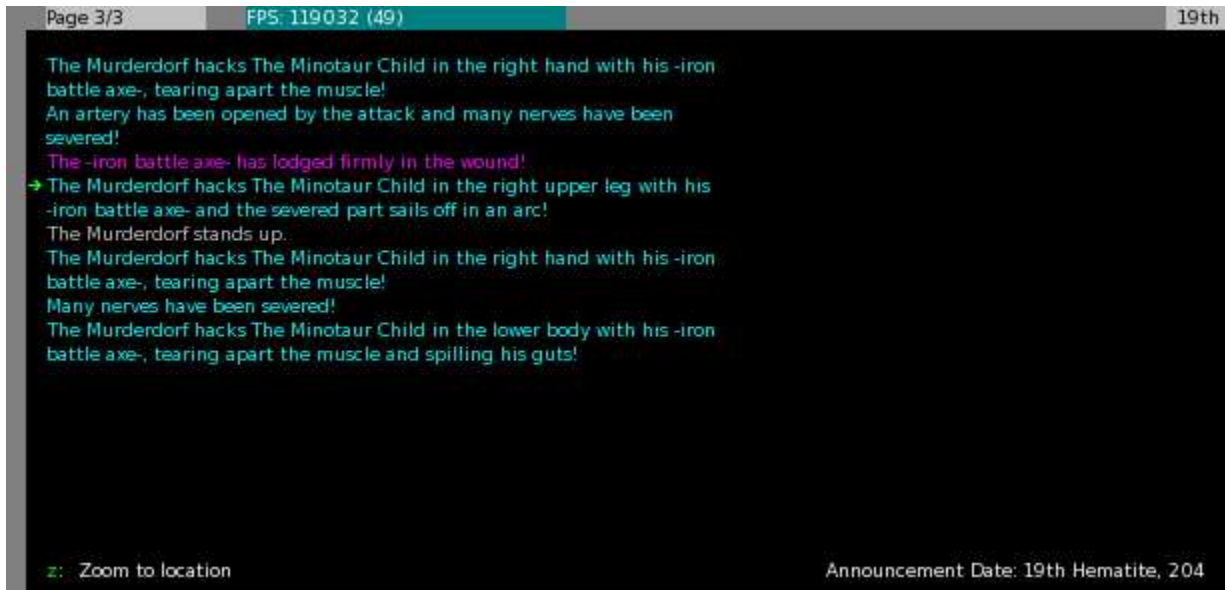 Page 3/3 FPS: 119032 (49) 19th
The Murderdorf hacks The Minotaur Child in the right hand with his -iron
battle axe-, tearing apart the muscle!
An artery has been opened by the attack and many nerves have been
severed!
The -iron battle axe- has lodged firmly in the wound!
The Murderdorf hacks The Minotaur Child in the right upper leg with his
-iron battle axe- and the severed part sails off in an arc!
The Murderdorf stands up.
The Murderdorf hacks The Minotaur Child in the right hand with his -iron
battle axe-, tearing apart the muscle!
Many nerves have been severed!
The Murderdorf hacks The Minotaur Child in the lower body with his -iron
battle axe-, tearing apart the muscle and spilling his guts!
z: Zoom to location Announcement Date: 19th Hematite, 204